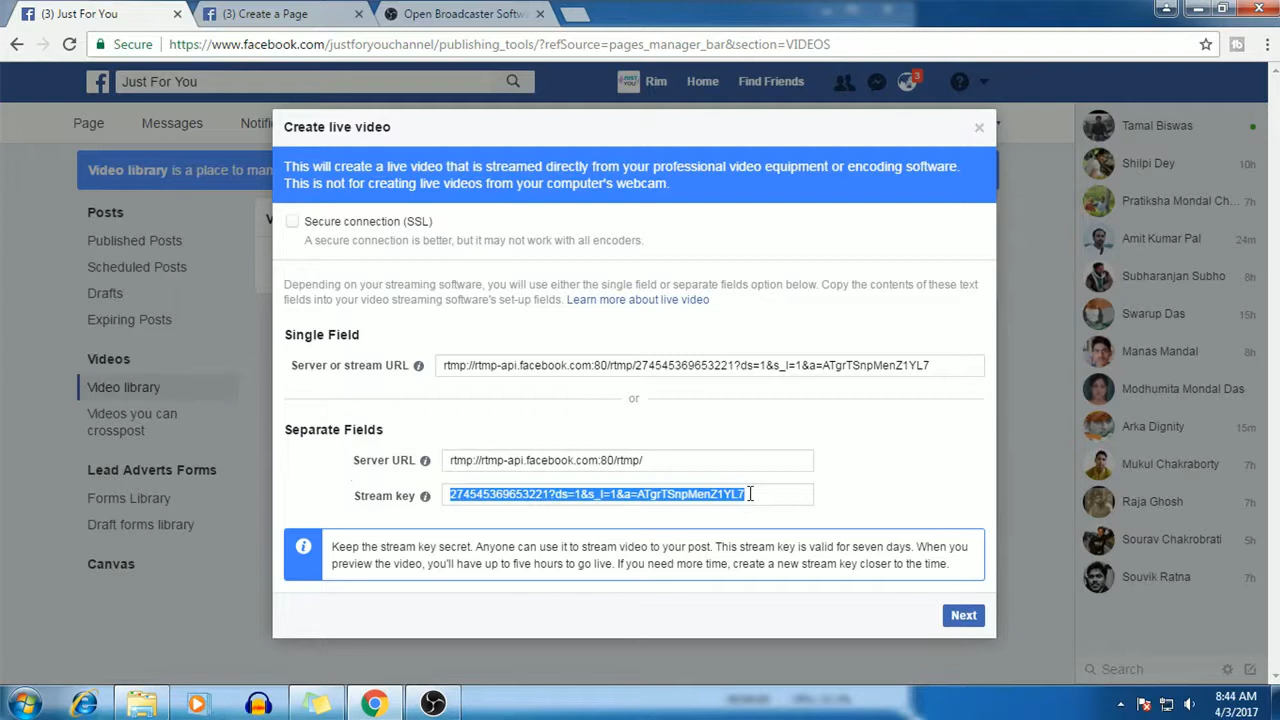 (3) Just For You
(3) Create a Page
Open Broadcaster Softw
Secure
https://www.facebook.com/justforyouchannel/publishing_tools/?refSource=pages_manager_bar&section=VIDEOS
Just For You
Rim
Home
Find Friends
3
Page
Messages
Notifi
Video library is a place to man
Posts
Published Posts
Scheduled Posts
Drafts
Expiring Posts
Videos
Video library
Videos you can
crosspost
Lead Adverts Forms
Forms Library
Draft forms library
Canvas
V
Create live video
This will create a live video that is streamed directly from your professional video equipment or encoding software.
This is not for creating live videos from your computer's webcam.
Secure connection (SSL)
A secure connection is better, but it may not work with all encoders.
Depending on your streaming software, you will use either the single field or separate fields option below. Copy the contents of these text
fields into your video streaming software's set-up fields. Learn more about live video
Single Field
Server or stream URL
rtmp://rtmp-api.facebook.com:80/rtmp/274545369653221?ds=1&s_l=1&a=ATgrTSnpMenZ1YL7
or
Separate Fields
Server URL
rtmp://rtmp-api.facebook.com:80/rtmp/
Stream key
274545369653221?ds=1&s_l=1&a=ATgrTSnpMenZ1YL7
Keep the stream key secret. Anyone can use it to stream video to your post. This stream key is valid for seven days. When you
preview the video, you'll have up to five hours to go live. If you need more time, create a new stream key closer to the time.
Next
Tamal Biswas
Shilpi Dey 10h
Pratiksha Mondal Ch... 7h
Amit Kumar Pal 24m
Subharanjan Subho 8h
Swarup Das 15h
Manas Mandal 7h
Modhumita Mondal Das
Arka Dignity 15m
Mukul Chakraborty 7h
Raja Ghosh 7h
Sourav Chakrobrati 5h
Souvik Ratna 7h
Search
8:44 AM
4/3/2017